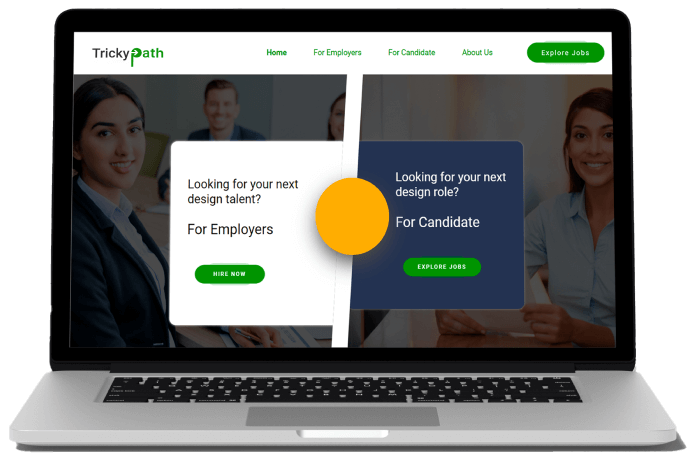 TrickyPath
Home
For Employers
For Candidate
About Us
Explore Jobs
Looking for your next
design talent?
For Employers
HIRE NOW
Looking for your next
design role?
For Candidate
EXPLORE JOBS